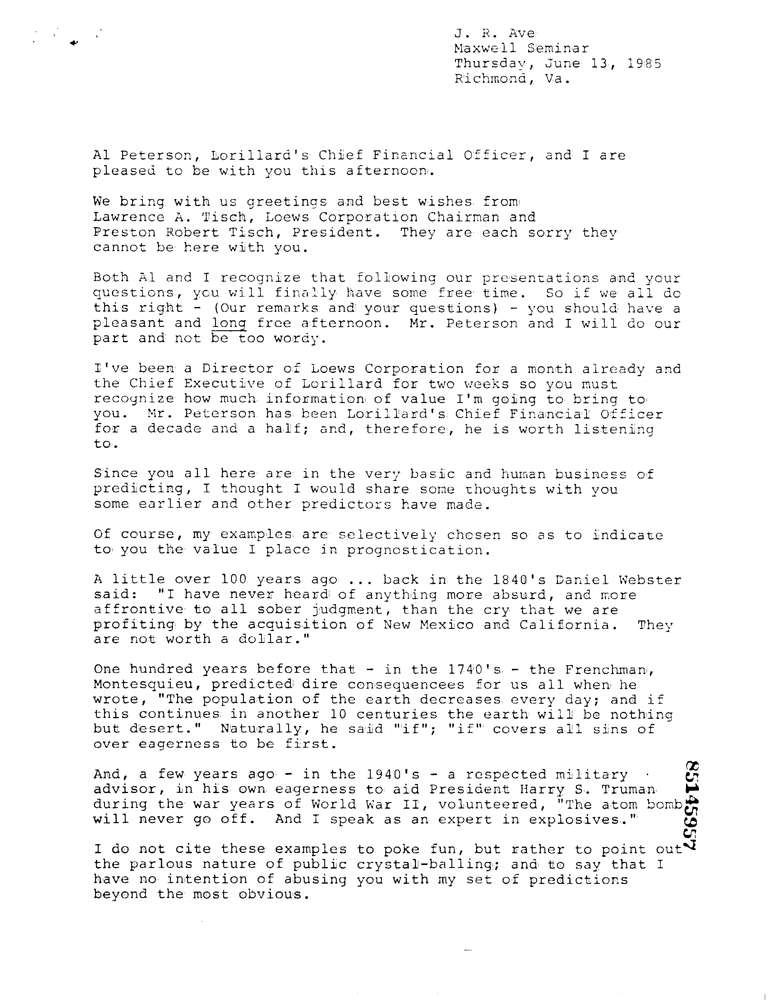 J. R. Ave
Maxwell Seminar
Thursday, June 13, 1985
Richmond, Va.
Al Peterson, Lorillard's Chief Financial Officer, and I are
pleased to be with you this afternoon.
We bring with us greetings and best wishes from
Lawrence A. Tisch, Loews Corporation Chairman and
Preston Robert Tisch, President. They are each sorry they
cannot be here with you.
Both Al and I recognize that following our presentations and your
questions, you will finally have some free time. So if we all do
this right - (Our remarks and your questions) - you should have a
pleasant and long free afternoon. Mr. Peterson and I will do our
part and not be too wordy.
I've been a Director of Loews Corporation for a month already and
the Chief Executive of Lorillard for two weeks so you must
recognize how much information of value I'm going to bring to
you. Mr. Peterson has been Lorillard's Chief Financial Officer
for a decade and a half; and, therefore, he is worth listening
to.
Since you all here are in the very basic and human business of
predicting, I thought I would share some thoughts with you
some earlier and other predictors have made.
Of course, my examples are selectively chosen so as to indicate
to you the value I place in prognostication.
A little over 100 years ago ... back in the 1840's Daniel Webster
said: "I have never heard of anything more absurd, and more
affrontive to all sober judgment, than the cry that we are
profiting by the acquisition of New Mexico and California. They
are not worth a dollar."
One hundred years before that - in the 1740's - the Frenchman,
Montesquieu, predicted dire consequencees for us all when he
wrote, "The population of the earth decreases every day; and if
this continues in another 10 centuries the earth will be nothing
but desert." Naturally, he said "if"; "if" covers all sins of
over eagerness to be first.
And, a few years ago - in the 1940's - a respected military
advisor, in his own eagerness to aid President Harry S. Truman
during the war years of World War II, volunteered, "The atom bomb
will never go off. And I speak as an expert in explosives."
I do not cite these examples to poke fun, but rather to point out
the parlous nature of public crystal-balling; and to say that I
have no intention of abusing you with my set of predictions
beyond the most obvious.
85145957